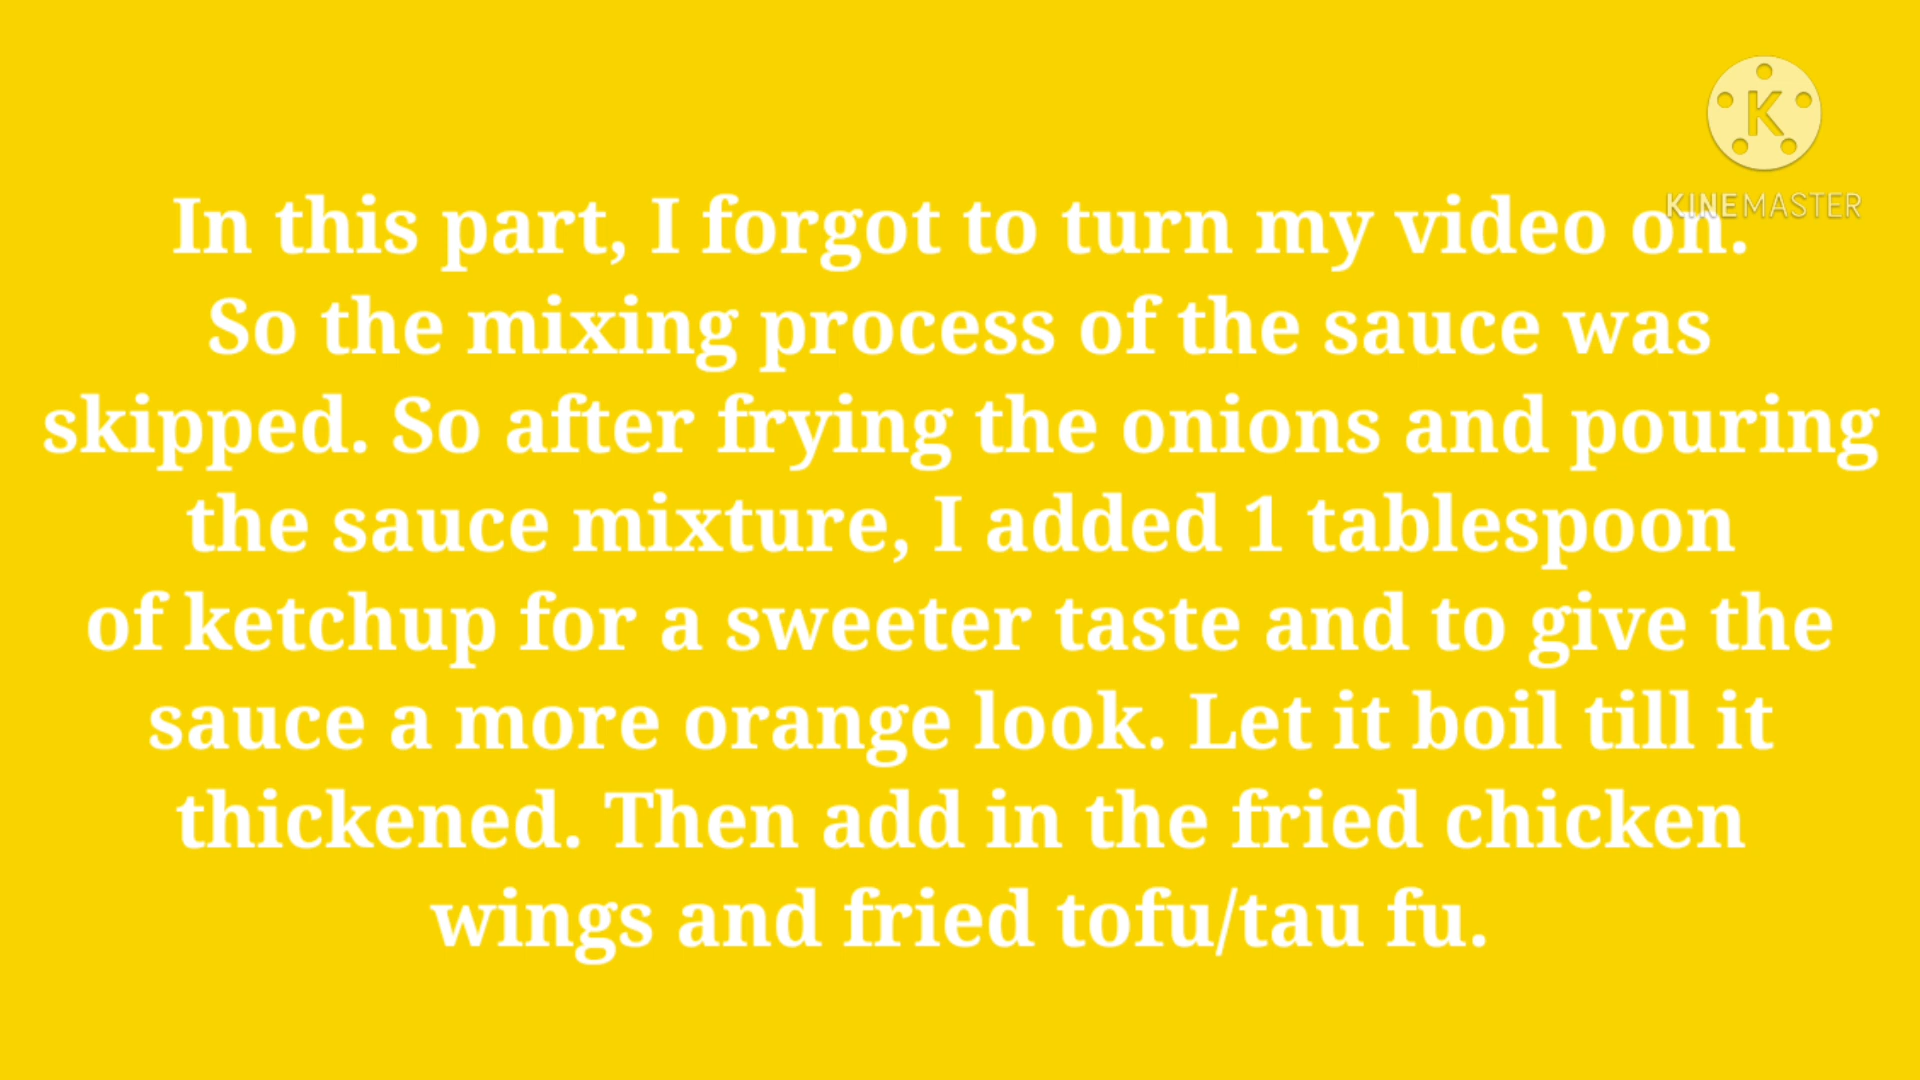 KINEMASTER
In this part, I forgot to turn my video on.
So the mixing process of the sauce was
skipped. So after frying the onions and pouring
the sauce mixture, I added 1 tablespoon
of ketchup for a sweeter taste and to give the
sauce a more orange look. Let it boil till it
thickened. Then add in the fried chicken
wings and fried tofu/tau fu.